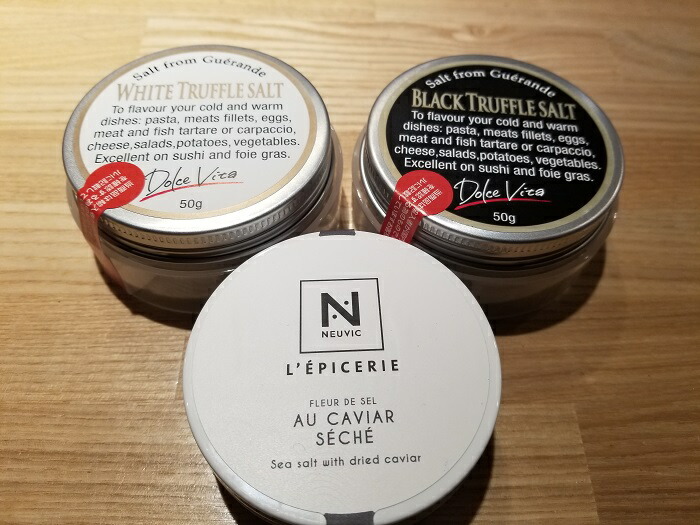 Salt from Guérande
WHITE TRUFFLE SALT
To flavour your cold and warm
dishes: pasta, meats fillets, eggs,
meat and fish tartare or carpaccio,
cheese,salads,potatoes, vegetables.
Excellent on sushi and foie gras.
Dolce Vita
50g
Salt from Guérande
BLACK TRUFFLE SALT
To flavour your cold and warm
dishes: pasta, meats fillets, eggs,
meat and fish tartare or carpaccio,
cheese,salads,potatoes, vegetables.
Excellent on sushi and foie gras.
Dolce Vita
50g
N
NEUVIC
L'ÉPICERIE
FLEUR DE SEL
AU CAVIAR
SÉCHÉ
Sea salt with dried caviar